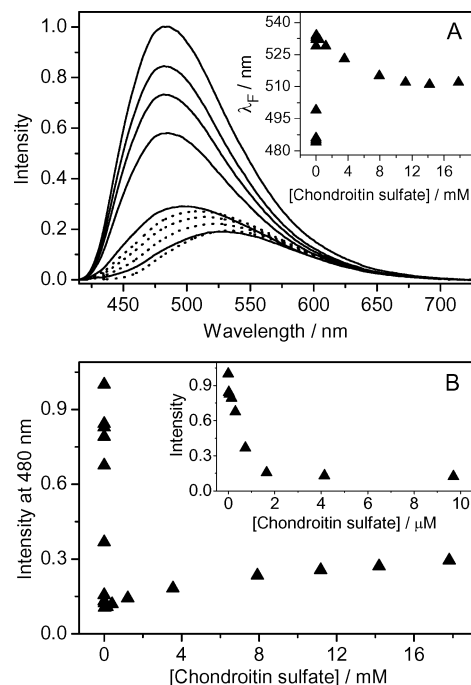 A
1.0
0.8
0.6
0.4
0.2
0.0
Intensity
450 500 550 600 650 700
Wavelength / nm
540
525
510
495
480
λF / nm
0 4 8 12 16
[Chondroitin sulfate] / mM
B
0.9
0.6
0.3
0.0
Intensity at 480 nm
0 4 8 12 16
[Chondroitin sulfate] / mM
0.9
0.6
0.3
0.0
Intensity
0 2 4 6 8 10
[Chondroitin sulfate] / μM